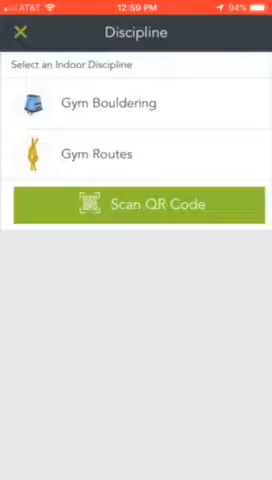 AT&T 12:59 PM 94%
Discipline
Select an Indoor Discipline
Gym Bouldering
Gym Routes
Scan QR Code